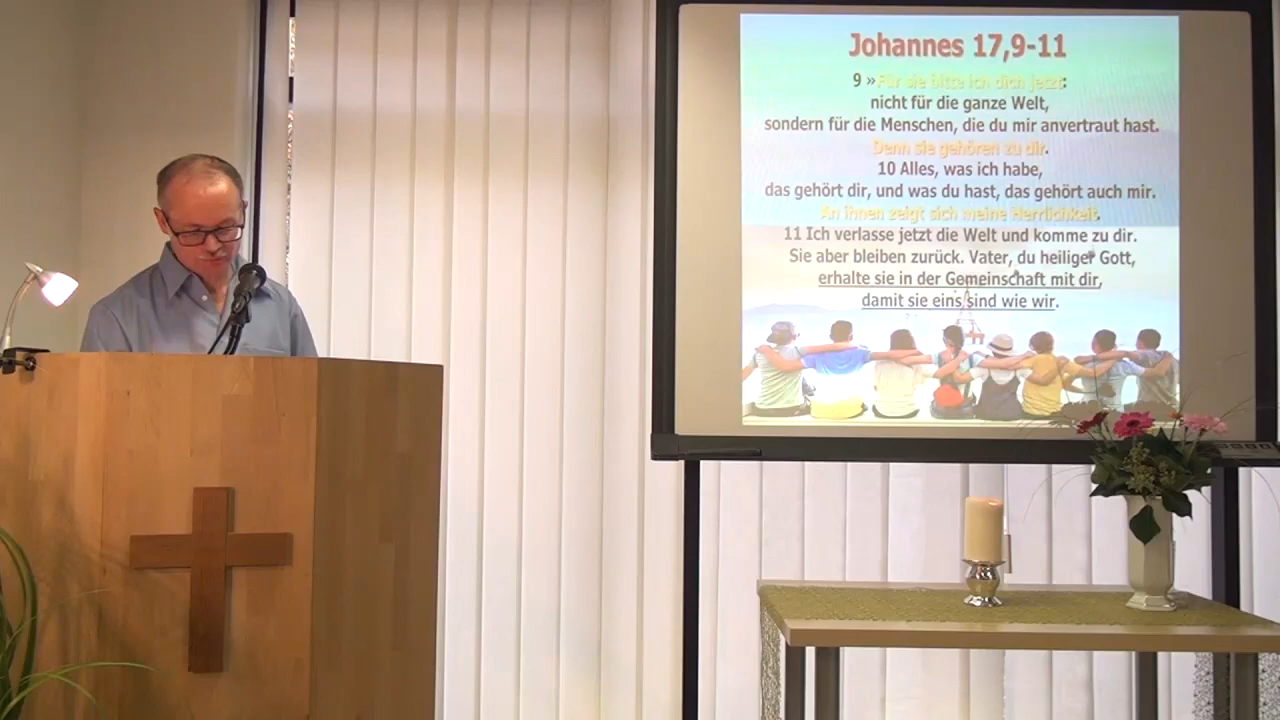 Johannes 17,9-11
9 »Für sie bitte ich dich jetzt:
nicht für die ganze Welt,
sondern für die Menschen, die du mir anvertraut hast.
Denn sie gehören zu dir.
10 Alles, was ich habe,
das gehört dir, und was du hast, das gehört auch mir.
An ihnen zeigt sich meine Herrlichkeit.
11 Ich verlasse jetzt die Welt und komme zu dir.
Sie aber bleiben zurück. Vater, du heiliger Gott,
erhalte sie in der Gemeinschaft mit dir,
damit sie eins sind wie wir.